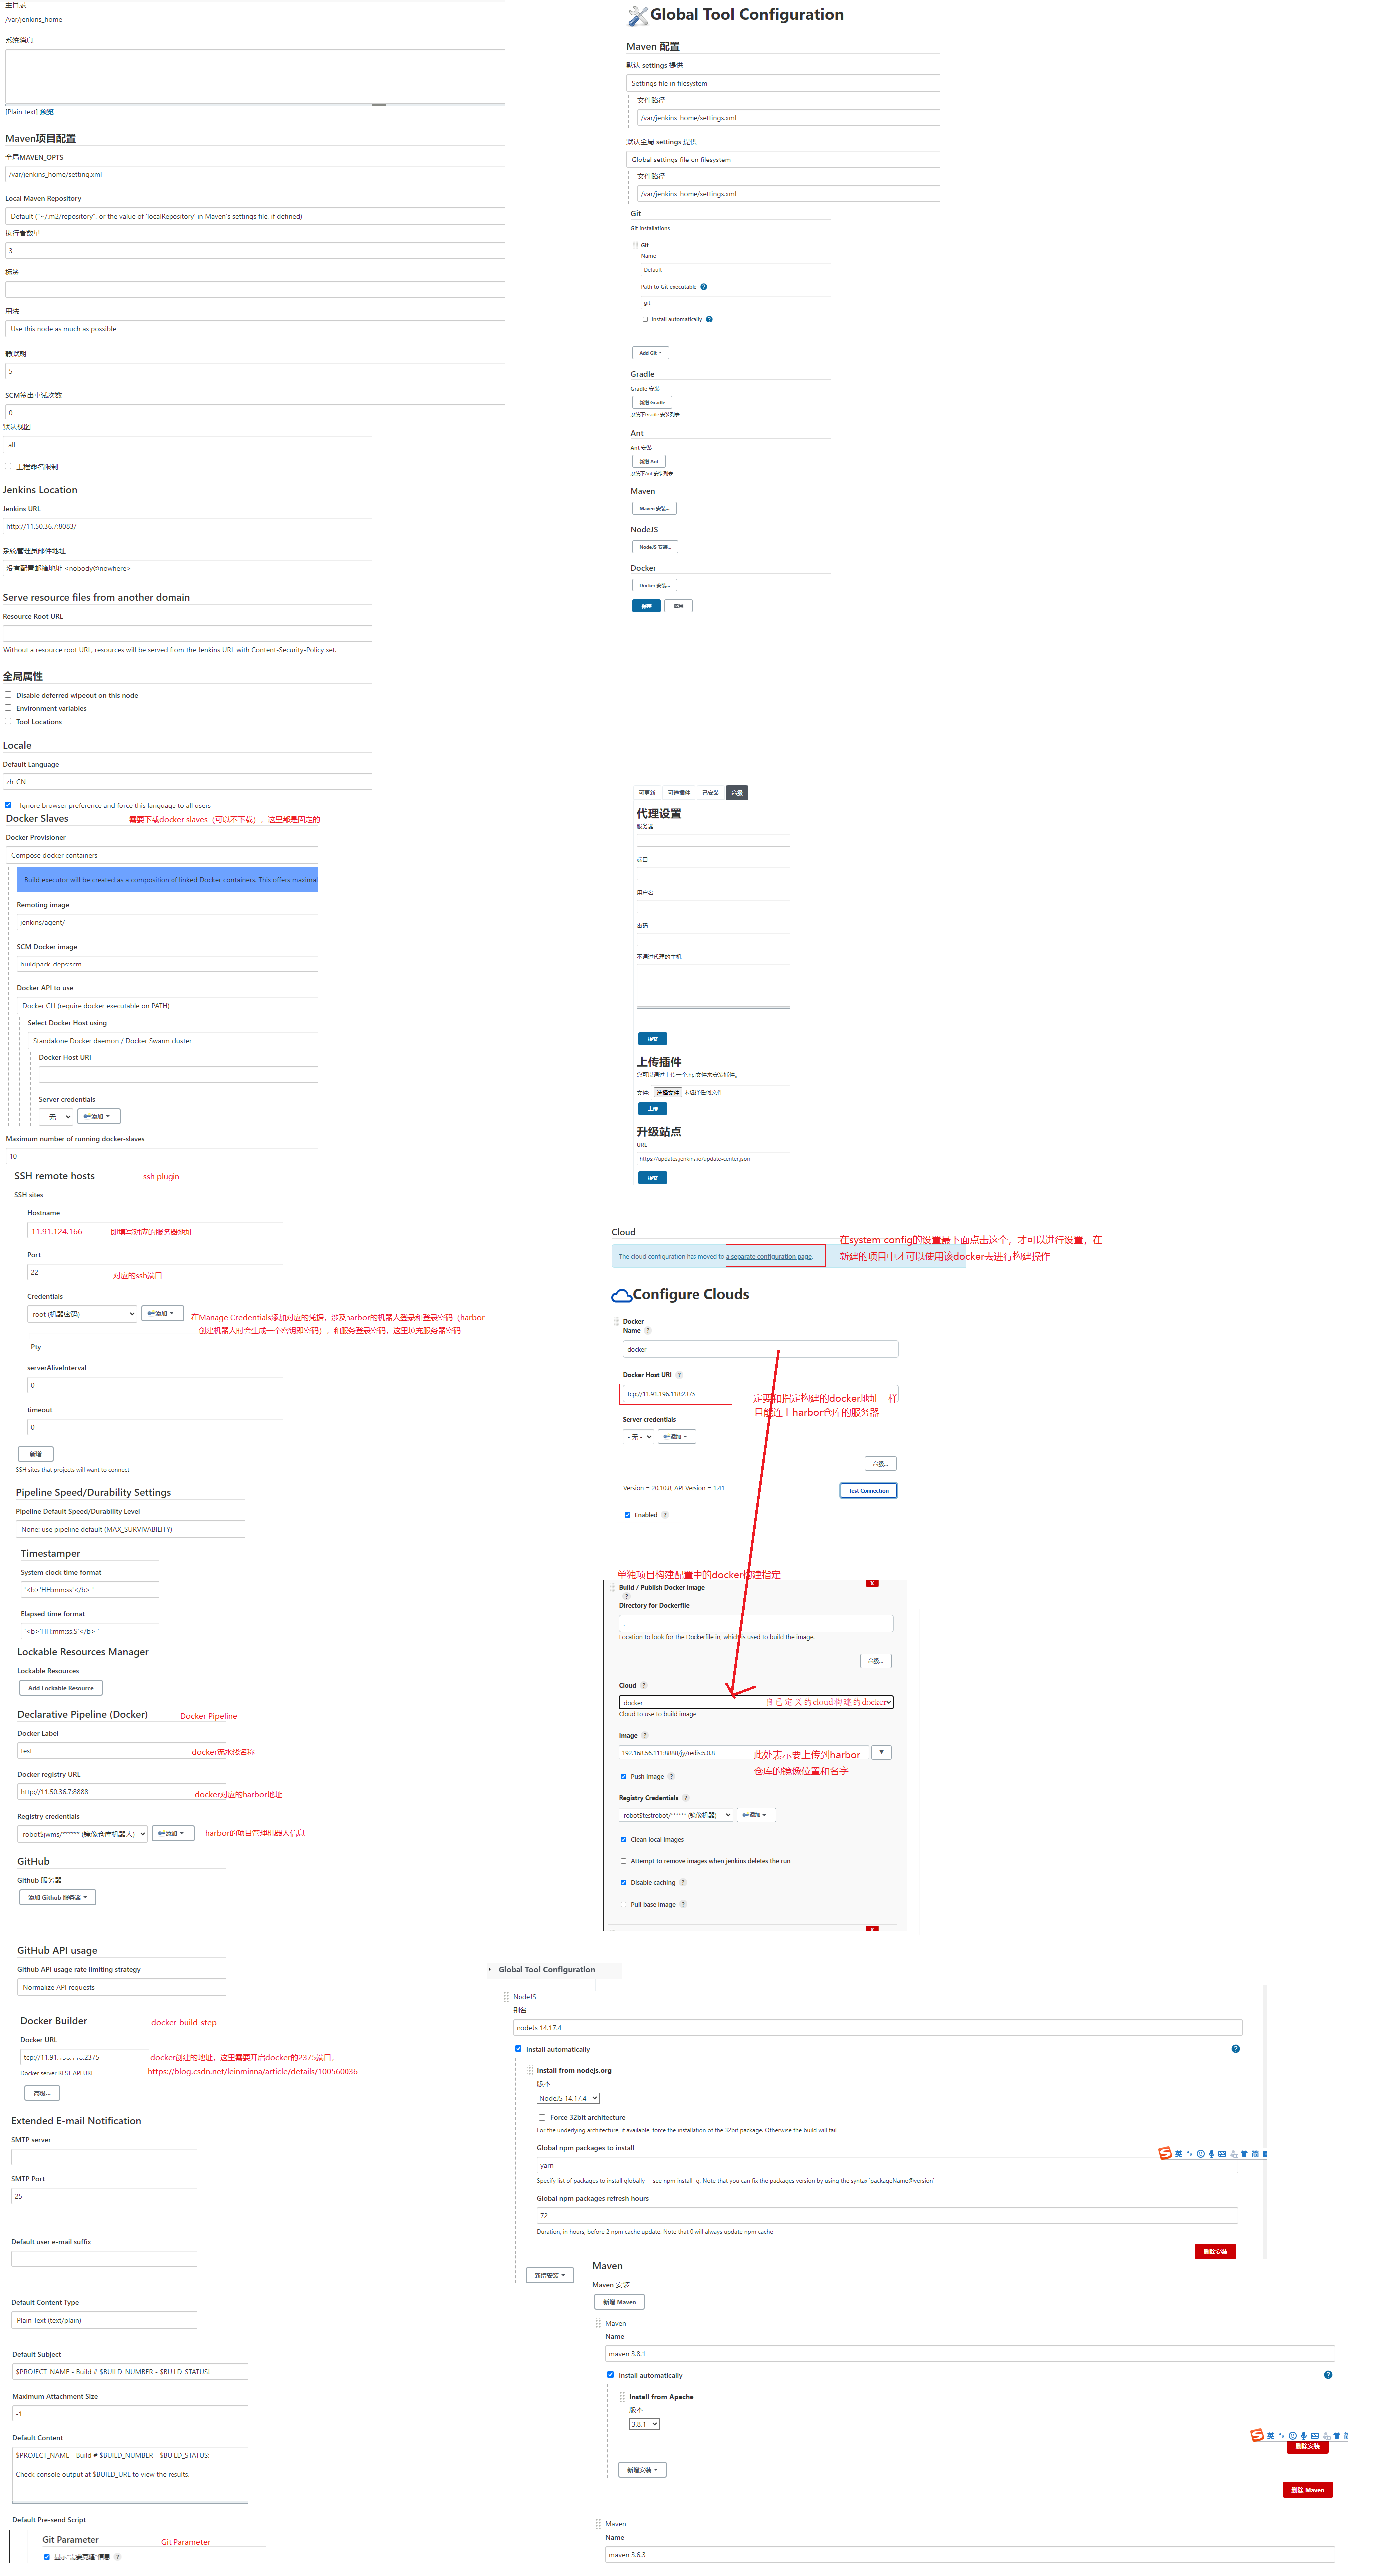 主目录
/var/jenkins_home
系统消息
[Plain text] 预览
Maven项目配置
全局MAVEN_OPTS
/var/jenkins_home/setting.xml
Local Maven Repository
Default ("~/.m2/repository", or the value of 'localRepository' in Maven's settings file, if defined)
执行者数量
3
标签
用法
Use this node as much as possible
静默期
5
SCM签出重试次数
0
默认视图
all
工程命名限制
Jenkins Location
Jenkins URL
http://11.50.36.7:8083/
系统管理员邮件地址
没有配置邮箱地址 <nobody@nowhere>
Serve resource files from another domain
Resource Root URL
Without a resource root URL, resources will be served from the Jenkins URL with Content-Security-Policy set.
全局属性
Disable deferred wipeout on this node
Environment variables
Tool Locations
Locale
Default Language
zh_CN
Ignore browser preference and force this language to all users
Docker Slaves 需要下载docker slaves（可以不下载），这里都是固定的
Docker Provisioner
Compose docker containers
Build executor will be created as a composition of linked Docker containers. This offers maximal
Remoting image
jenkins/agent/
SCM Docker image
buildpack-deps:scm
Docker API to use
Docker CLI (require docker executable on PATH)
Select Docker Host using
Standalone Docker daemon / Docker Swarm cluster
Docker Host URI
Server credentials
- 无 - 添加
Maximum number of running docker-slaves
10
SSH remote hosts ssh plugin
SSH sites
Hostname
11.91.124.166 即填写对应的服务器地址
Port
22 对应的ssh端口
Credentials
root (机器密码) 添加 在Manage Credentials添加对应的凭据，涉及harbor的机器人登录和登录密码（harbor
创建机器人时会生成一个密钥即密码），和服务登录密码，这里填充服务器密码
Pty
serverAliveInterval
0
timeout
0
新增
SSH sites that projects will want to connect
Pipeline Speed/Durability Settings
Pipeline Default Speed/Durability Level
None: use pipeline default (MAX_SURVIVABILITY)
Timestamper
System clock time format
'<b>'HH:mm:ss'</b> '
Elapsed time format
'<b>'HH:mm:ss.S'</b> '
Lockable Resources Manager
Lockable Resources
Add Lockable Resource
Declarative Pipeline (Docker) Docker Pipeline
Docker Label
test docker流水线名称
Docker registry URL
http://11.50.36.7:8888 docker对应的harbor地址
Registry credentials
robot$jwms/****** (镜像仓库机器人) 添加 harbor的项目管理机器人信息
GitHub
Github 服务器
添加 Github 服务器
GitHub API usage
Github API usage rate limiting strategy
Normalize API requests
Docker Builder docker-build-step
Docker URL
docker创建的地址，这里需要开启docker的2375端口，
Docker server REST API URL https://blog.csdn.net/leinminna/article/details/100560036
高级...
Extended E-mail Notification
SMTP server
SMTP Port
25
Default user e-mail suffix
Default Content Type
Plain Text (text/plain)
Default Subject
$PROJECT_NAME - Build # $BUILD_NUMBER - $BUILD_STATUS!
Maximum Attachment Size
-1
Default Content
$PROJECT_NAME - Build # $BUILD_NUMBER - $BUILD_STATUS:
Check console output at $BUILD_URL to view the results.
Default Pre-send Script
Git Parameter Git Parameter
显示"需要克隆"信息 ?
Global Tool Configuration
Maven 配置
默认 settings 提供
Settings file in filesystem
文件路径
/var/jenkins_home/settings.xml
默认全局 settings 提供
Global settings file on filesystem
文件路径
/var/jenkins_home/settings.xml
Git
Git installations
Git
Name
Default
Path to Git executable ?
git
Install automatically ?
Add Git
Gradle
Gradle 安装
新增 Gradle
系统下Gradle 安装列表
Ant
Ant 安装
新增 Ant
系统下Ant 安装列表
Maven
Maven 安装...
NodeJS
NodeJS 安装...
Docker
Docker 安装...
保存 应用
可更新 可选插件 已安装 高级
代理设置
服务器
端口
用户名
密码
不通过代理的主机
提交
上传插件
您可以通过上传一个.hpi文件来安装插件。
文件: 选择文件 未选择任何文件
上传
升级站点
URL
https://updates.jenkins.io/update-center.json
提交
Cloud
The cloud configuration has moved to a separate configuration page.
在system config的设置最下面点击这个，才可以进行设置，在
新建的项目中才可以使用该docker去进行构建操作
Configure Clouds
Docker
Name ?
docker
Docker Host URI ?
tcp://11.91.196.118:2375 一定要和指定构建的docker地址一样
且能连上harbor仓库的服务器
Server credentials
- 无 - 添加
高级...
Version = 20.10.8, API Version = 1.41 Test Connection
Enabled ?
单独项目构建配置中的docker构建指定
Build / Publish Docker Image X
?
Directory for Dockerfile
.
Location to look for the Dockerfile in, which is used to build the image.
高级...
Cloud ?
docker 自己定义的cloud构建的docker
Cloud to use to build image
Image ?
192.168.56.111:8888/jy/redis:5.0.8 此处表示要上传到harbor
仓库的镜像位置和名字
Push image ?
Registry Credentials ?
robot$testrobot/****** (镜像机器) 添加
Clean local images
Attempt to remove images when jenkins deletes the run
Disable caching ?
Pull base image ?
X
Global Tool Configuration
NodeJS
别名
nodeJs 14.17.4
Install automatically ?
Install from nodejs.org
版本
NodeJS 14.17.4
Force 32bit architecture
For the underlying architecture, if available, force the installation of the 32bit package. Otherwise the build will fail
Global npm packages to install
英 简
yarn
Specify list of packages to install globally -- see npm install -g. Note that you can fix the packages version by using the syntax `packageName@version`
Global npm packages refresh hours
72
Duration, in hours, before 2 npm cache update. Note that 0 will always update npm cache
删除安装
新增安装
Maven
Maven 安装
新增 Maven
Maven
Name
maven 3.8.1
Install automatically ?
Install from Apache
版本
3.8.1
英
删除安装
新增安装
删除 Maven
Maven
Name
maven 3.6.3